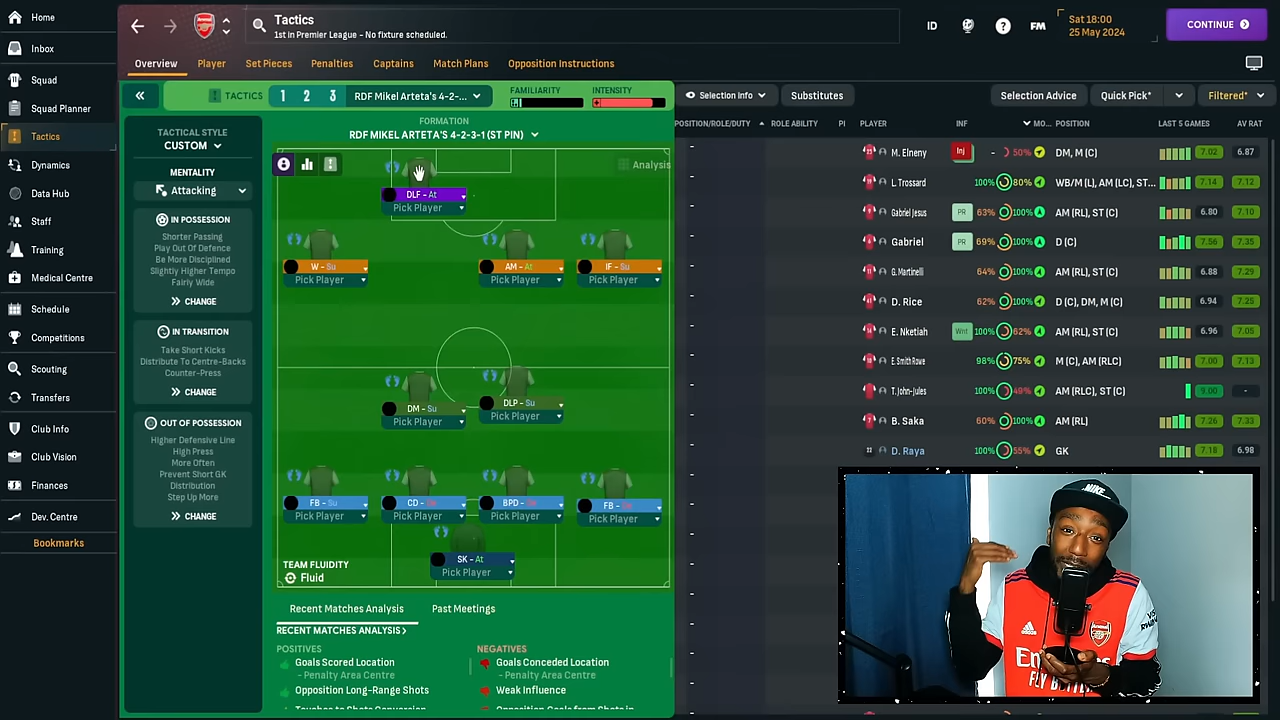 Home
Inbox
Squad
Squad Planner
Tactics
Dynamics
Data Hub
Staff
Training
Medical Centre
Schedule
Competitions
Scouting
Transfers
Club Info
Club Vision
Finances
Dev. Centre
Bookmarks
Tactics
1st in Premier League - No fixture scheduled.
ID
FM
Sat 18:00
25 May 2024
CONTINUE
Overview
Player
Set Pieces
Penalties
Captains
Match Plans
Opposition Instructions
TACTICS
1 2 3
RDF Mikel Arteta's 4-2-...
FAMILIARITY
INTENSITY
FORMATION
RDF MIKEL ARTETA'S 4-2-3-1 (ST PIN)
Analysis
TACTICAL STYLE
CUSTOM
MENTALITY
Attacking
IN POSSESSION
Shorter Passing
Play Out Of Defence
Be More Disciplined
Slightly Higher Tempo
Fairly Wide
CHANGE
IN TRANSITION
Take Short Kicks
Distribute To Centre-Backs
Counter-Press
CHANGE
OUT OF POSSESSION
Higher Defensive Line
High Press
More Often
Prevent Short GK
Distribution
Step Up More
CHANGE
DLF - At
Pick Player
W - Su
Pick Player
AM - At
Pick Player
IF - Su
Pick Player
DM - Su
Pick Player
DLP - Su
Pick Player
FB - Su
Pick Player
CD -
Pick Player
BPD -
Pick Player
FB -
Pick Player
SK - At
Pick Player
TEAM FLUIDITY
Fluid
Recent Matches Analysis
Past Meetings
RECENT MATCHES ANALYSIS
POSITIVES
Goals Scored Location
- Penalty Area Centre
Opposition Long-Range Shots
Touches to Shots Conversion
NEGATIVES
Goals Conceded Location
- Penalty Area Centre
Weak Influence
Opposition Goals from Shots in
Selection Info
Substitutes
Selection Advice
Quick Pick*
Filtered*
POSITION/ROLE/DUTY ROLE ABILITY PI PLAYER INF MO... POSITION LAST 5 GAMES AV RAT
M. Elneny Inj - 50% DM, M (C) 7.02 6.87
L. Trossard 100% 80% WB/M (L), AM (LC), ST... 7.14 7.12
Gabriel Jesus PR 63% 100% AM (RL), ST (C) 6.80 7.10
Gabriel PR 69% 100% D (C) 7.56 7.35
G. Martinelli 64% 100% AM (RL), ST (C) 6.88 7.29
D. Rice 62% 100% D (C), DM, M (C) 6.94 7.25
E. Nketiah Wnt 100% 62% AM (RL), ST (C) 6.96 7.05
E. Smith Rowe 98% 75% M (C), AM (RLC) 7.00 7.13
T. John-Jules 100% 49% AM (RLC), ST (C) 9.00 -
B. Saka 60% 100% AM (RL) 7.26 7.33
D. Raya 100% 55% GK 7.18 6.98
NIKE
adidas
Arsenal